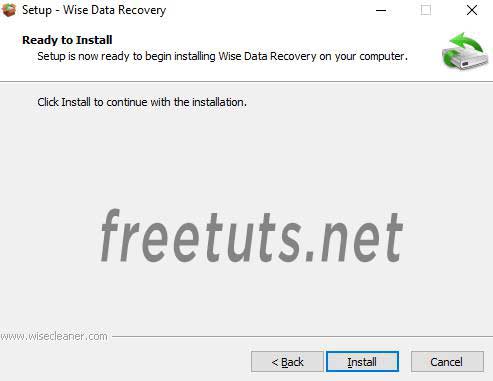 Setup - Wise Data Recovery
Ready to Install
Setup is now ready to begin installing Wise Data Recovery on your computer.
Click Install to continue with the installation.
freetuts.net
www.wisecleaner.com
< Back Install Cancel